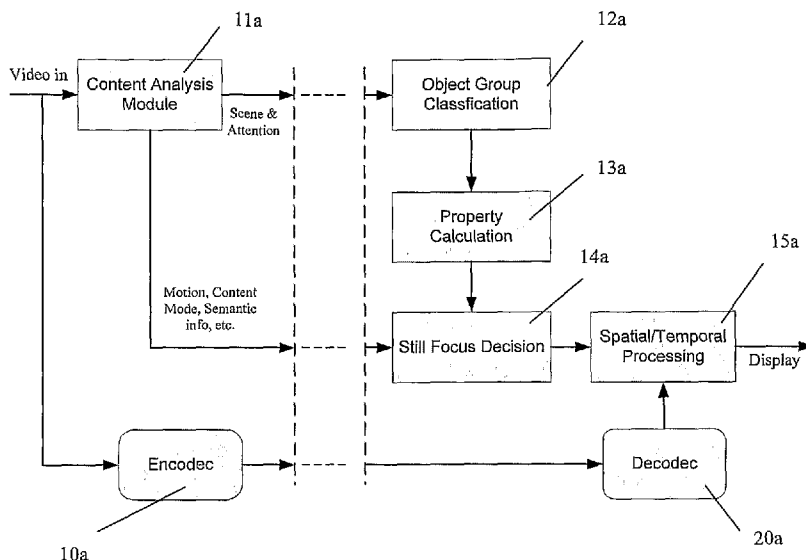 11a
12a
Video in
Content Analysis
Module
Object Group
Classfication
Scene &
Attention
13a
Property
Calculation
14a
15a
Motion, Content
Mode, Semantic
info, etc.
Still Focus Decision
Spatial/Temporal
Processing
Display
Encodec
Decodec
10a
20a